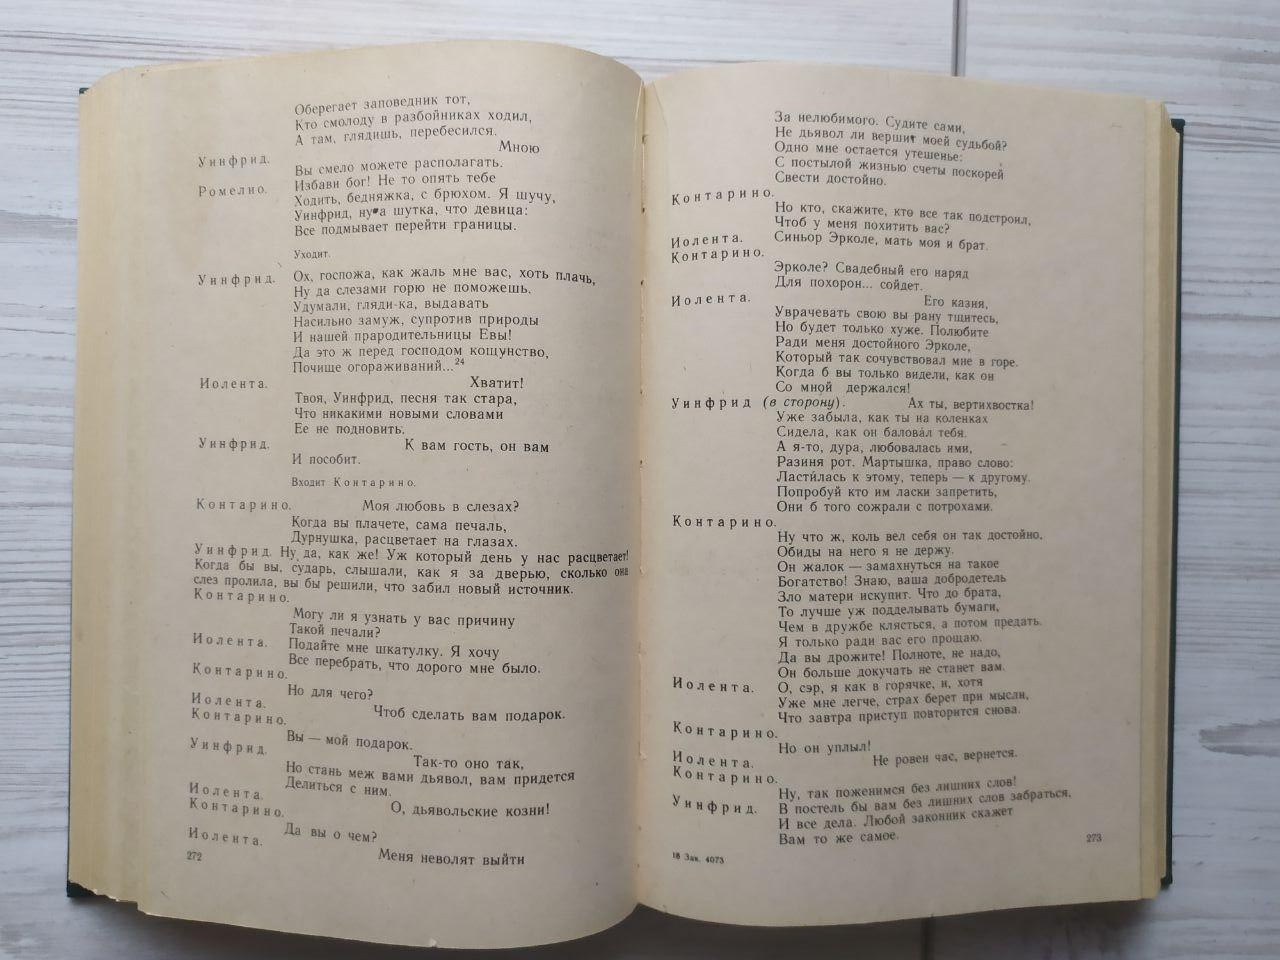 Оберегает заповедник тот,
Кто смолоду в разбойниках ходил,
А там, глядишь, перебесился.
Уинфрид. Мною
Вы смело можете располагать.
Ромелио. Избави бог! Не то опять тебе
Ходить, бедняжка, с брюхом. Я шучу,
Уинфрид, ну а шутка, что девица:
Все подмывает перейти границы.
Уходит.
Уинфрид. Ох, госпожа, как жаль мне вас, хоть плачь,
Ну да слезами горю не поможешь.
Удумали, гляди-ка, выдавать
Насильно замуж, супротив природы
И нашей прародительницы Евы!
Да это ж перед господом кощунство,
Почище огораживаний...24
Иолента. Хватит!
Твоя, Уинфрид, песня так стара,
Что никакими новыми словами
Ее не подновить.
Уинфрид. К вам гость, он вам
И пособит.
Входит Контарино.
Контарино. Моя любовь в слезах?
Когда вы плачете, сама печаль,
Дурнушка, расцветает на глазах.
Уинфрид. Ну да, как же! Уж который день у нас расцветает!
Когда бы вы, сударь, слышали, как я за дверью, сколько она
слез пролила, вы бы решили, что забил новый источник.
Контарино.
Могу ли я узнать у вас причину
Такой печали?
Иолента. Подайте мне шкатулку. Я хочу
Все перебрать, что дорого мне было.
Контарино.
Но для чего?
Иолента. Чтоб сделать вам подарок.
Контарино.
Вы — мой подарок.
Уинфрид. Так-то оно так,
Но стань меж вами дьявол, вам придется
Делиться с ним.
Иолента. О, дьявольские козни!
Контарино.
Да вы о чем?
Иолента. Меня неволят выйти
272
За нелюбимого. Судите сами,
Не дьявол ли вершит моей судьбой?
Одно мне остается утешенье:
С постылой жизнью счеты поскорей
Свести достойно.
Контарино.
Но кто, скажите, кто все так подстроил,
Чтоб у меня похитить вас?
Иолента. Синьор Эрколе, мать моя и брат.
Контарино.
Эрколе? Свадебный его наряд
Для похорон... сойдет.
Иолента. Его казня,
Уврачевать свою вы рану тщитесь,
Но будет только хуже. Полюбите
Ради меня достойного Эрколе,
Который так сочувствовал мне в горе.
Когда б вы только видели, как он
Со мной держался!
Уинфрид (в сторону). Ах ты, вертихвостка!
Уже забыла, как ты на коленках
Сидела, как он баловал тебя.
А я-то, дура, любовалась ими,
Разиня рот. Мартышка, право слово:
Ластилась к этому, теперь — к другому.
Попробуй кто им ласки запретить,
Они б того сожрали с потрохами.
Контарино.
Ну что ж, коль вел себя он так достойно,
Обиды на него я не держу.
Он жалок — замахнуться на такое
Богатство! Знаю, ваша добродетель
Зло матери искупит. Что до брата,
То лучше уж подделывать бумаги,
Чем в дружбе клясться, а потом предать.
Я только ради вас его прощаю.
Да вы дрожите! Полноте, не надо,
Он больше докучать не станет вам.
Иолента. О, сэр, я как в горячке, и, хотя
Уже мне легче, страх берет при мысли,
Что завтра приступ повторится снова.
Контарино.
Но он уплыл!
Иолента. Не ровен час, вернется.
Контарино.
Ну, так поженимся без лишних слов!
Уинфрид. В постель бы вам без лишних слов забраться,
И все дела. Любой законник скажет
Вам то же самое.
18 Зак. 4073
273